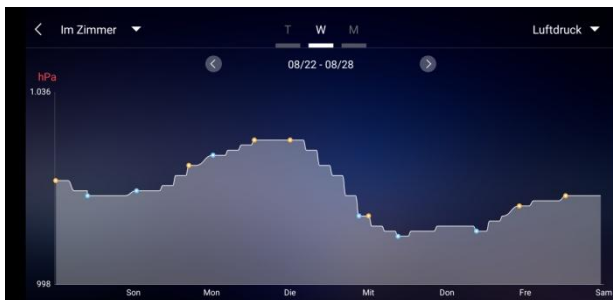 Im Zimmer
T W M
Luftdruck
08/22 - 08/28
hPa
1.036
998
Son Mon Die Mit Don Fre Sam